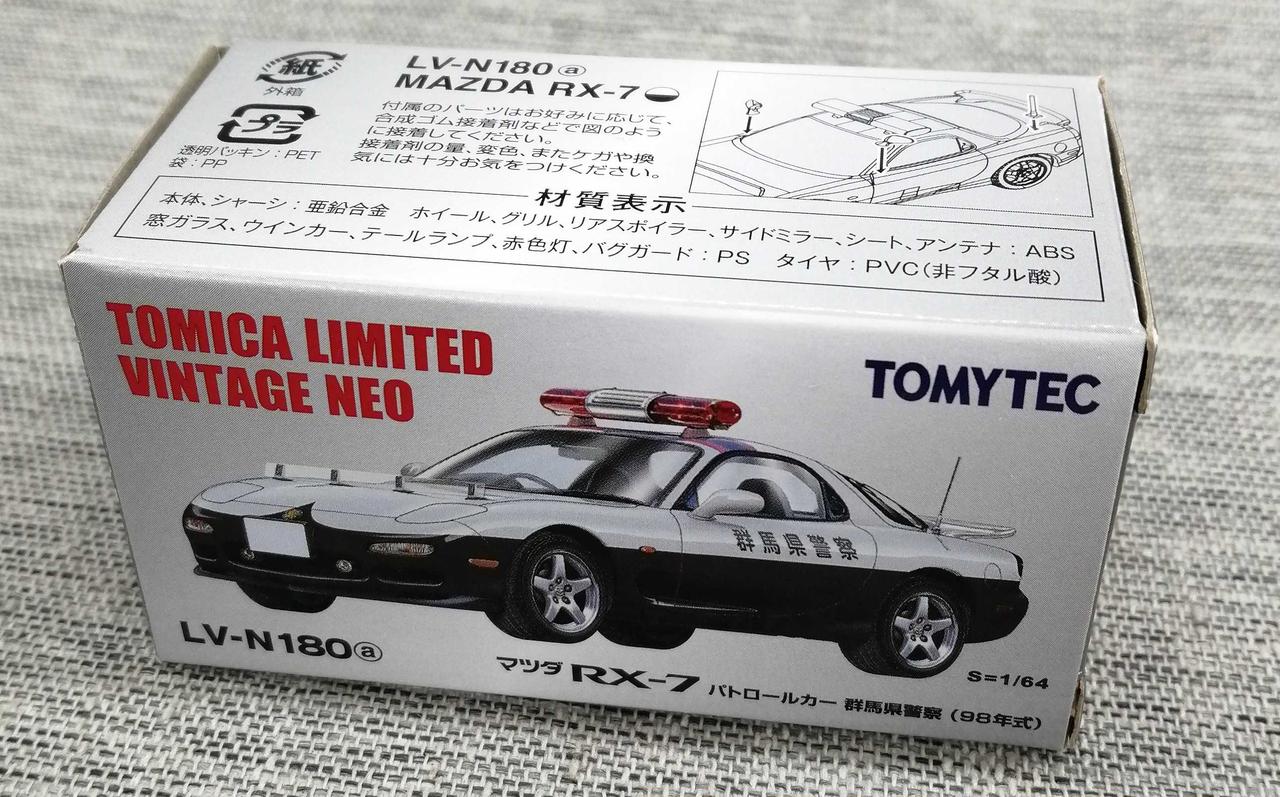 紙
外箱
プラ
透明パッキン：PET
袋：PP
LV-N180ⓐ
MAZDA RX-7
付属のパーツはお好みに応じて、
合成ゴム接着剤などで図のよう
に接着してください。
接着剤の量、変色、またケガや換
気には十分お気をつけください。
材質表示
本体、シャーシ：亜鉛合金　ホイール、グリル、リアスポイラー、サイドミラー、シート、アンテナ：ABS
窓ガラス、ウインカー、テールランプ、赤色灯、バグガード：PS　タイヤ：PVC（非フタル酸）
TOMICA LIMITED
VINTAGE NEO
TOMYTEC
群馬県警察
LV-N180ⓐ
マツダ RX-7 パトロールカー 群馬県警察（98年式）
S=1/64